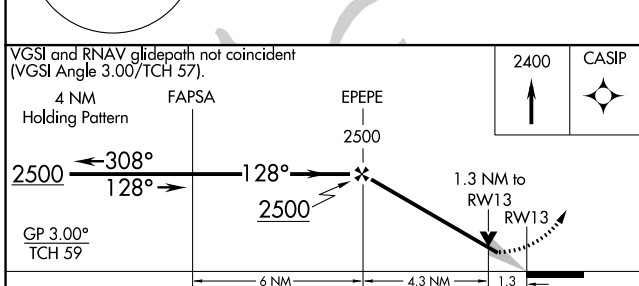 VGSI and RNAV glidepath not coincident
(VGSI Angle 3.00/TCH 57).
2400
CASIP
4 NM
Holding Pattern
FAPSA
EPEPE
2500
2500
308°
128°
128°
2500
1.3 NM to
RW13
RW13
GP 3.00°
TCH 59
6 NM
4.3 NM
1.3